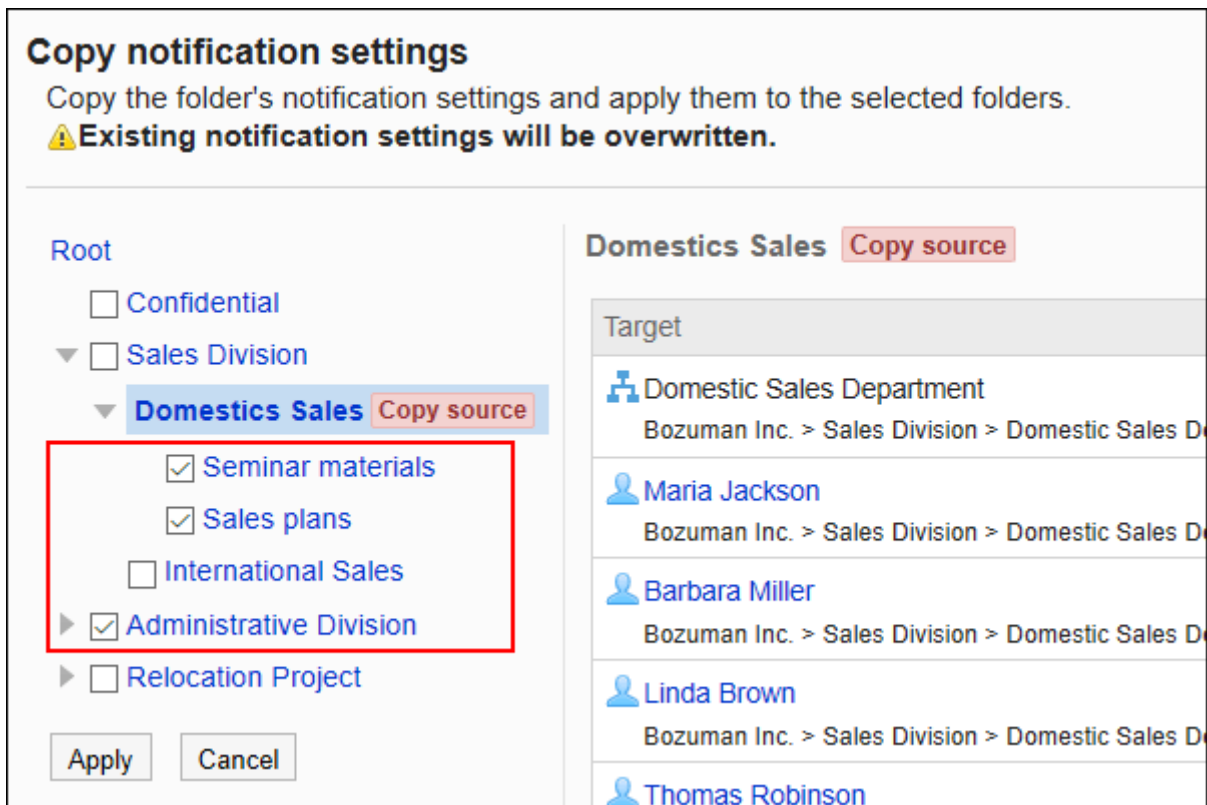 Copy notification settings
Copy the folder's notification settings and apply them to the selected folders.
Existing notification settings will be overwritten.
Root
Confidential
Sales Division
Domestics Sales Copy source
Seminar materials
Sales plans
International Sales
Administrative Division
Relocation Project
Apply Cancel
Domestics Sales Copy source
Target
Domestic Sales Department
Bozuman Inc. > Sales Division > Domestic Sales
Maria Jackson
Bozuman Inc. > Sales Division > Domestic Sales
Barbara Miller
Bozuman Inc. > Sales Division > Domestic Sales
Linda Brown
Bozuman Inc. > Sales Division > Domestic Sales
Thomas Robinson